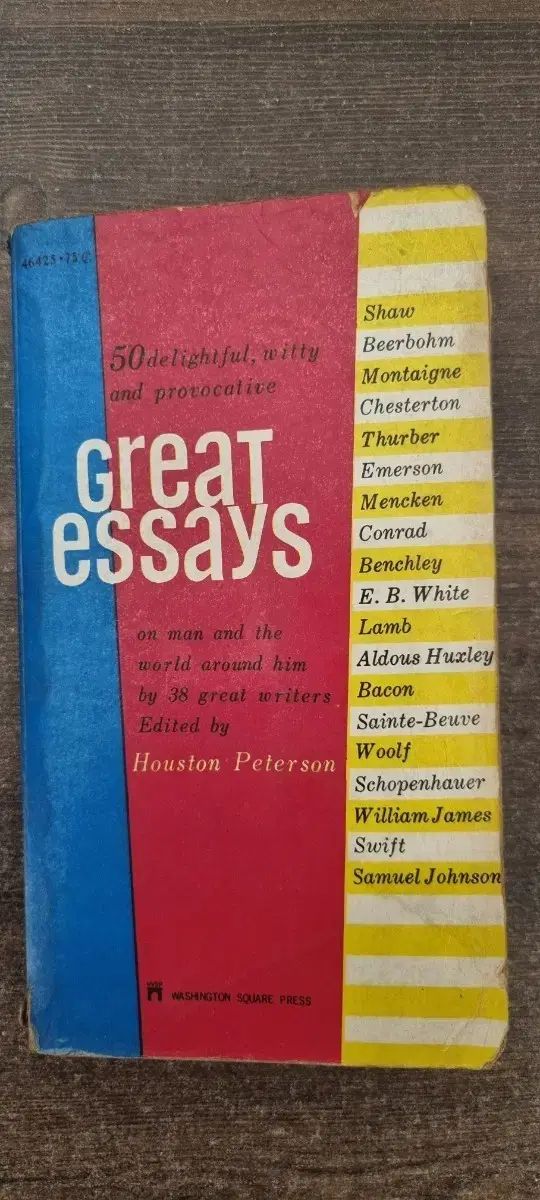 46425•75¢
50 delightful, witty
and provocative
Great
essays
on man and the
world around him
by 38 great writers
Edited by
Houston Peterson
WSP
WASHINGTON SQUARE PRESS
Shaw
Beerbohm
Montaigne
Chesterton
Thurber
Emerson
Mencken
Conrad
Benchley
E. B. White
Lamb
Aldous Huxley
Bacon
Sainte-Beuve
Woolf
Schopenhauer
William James
Swift
Samuel Johnson